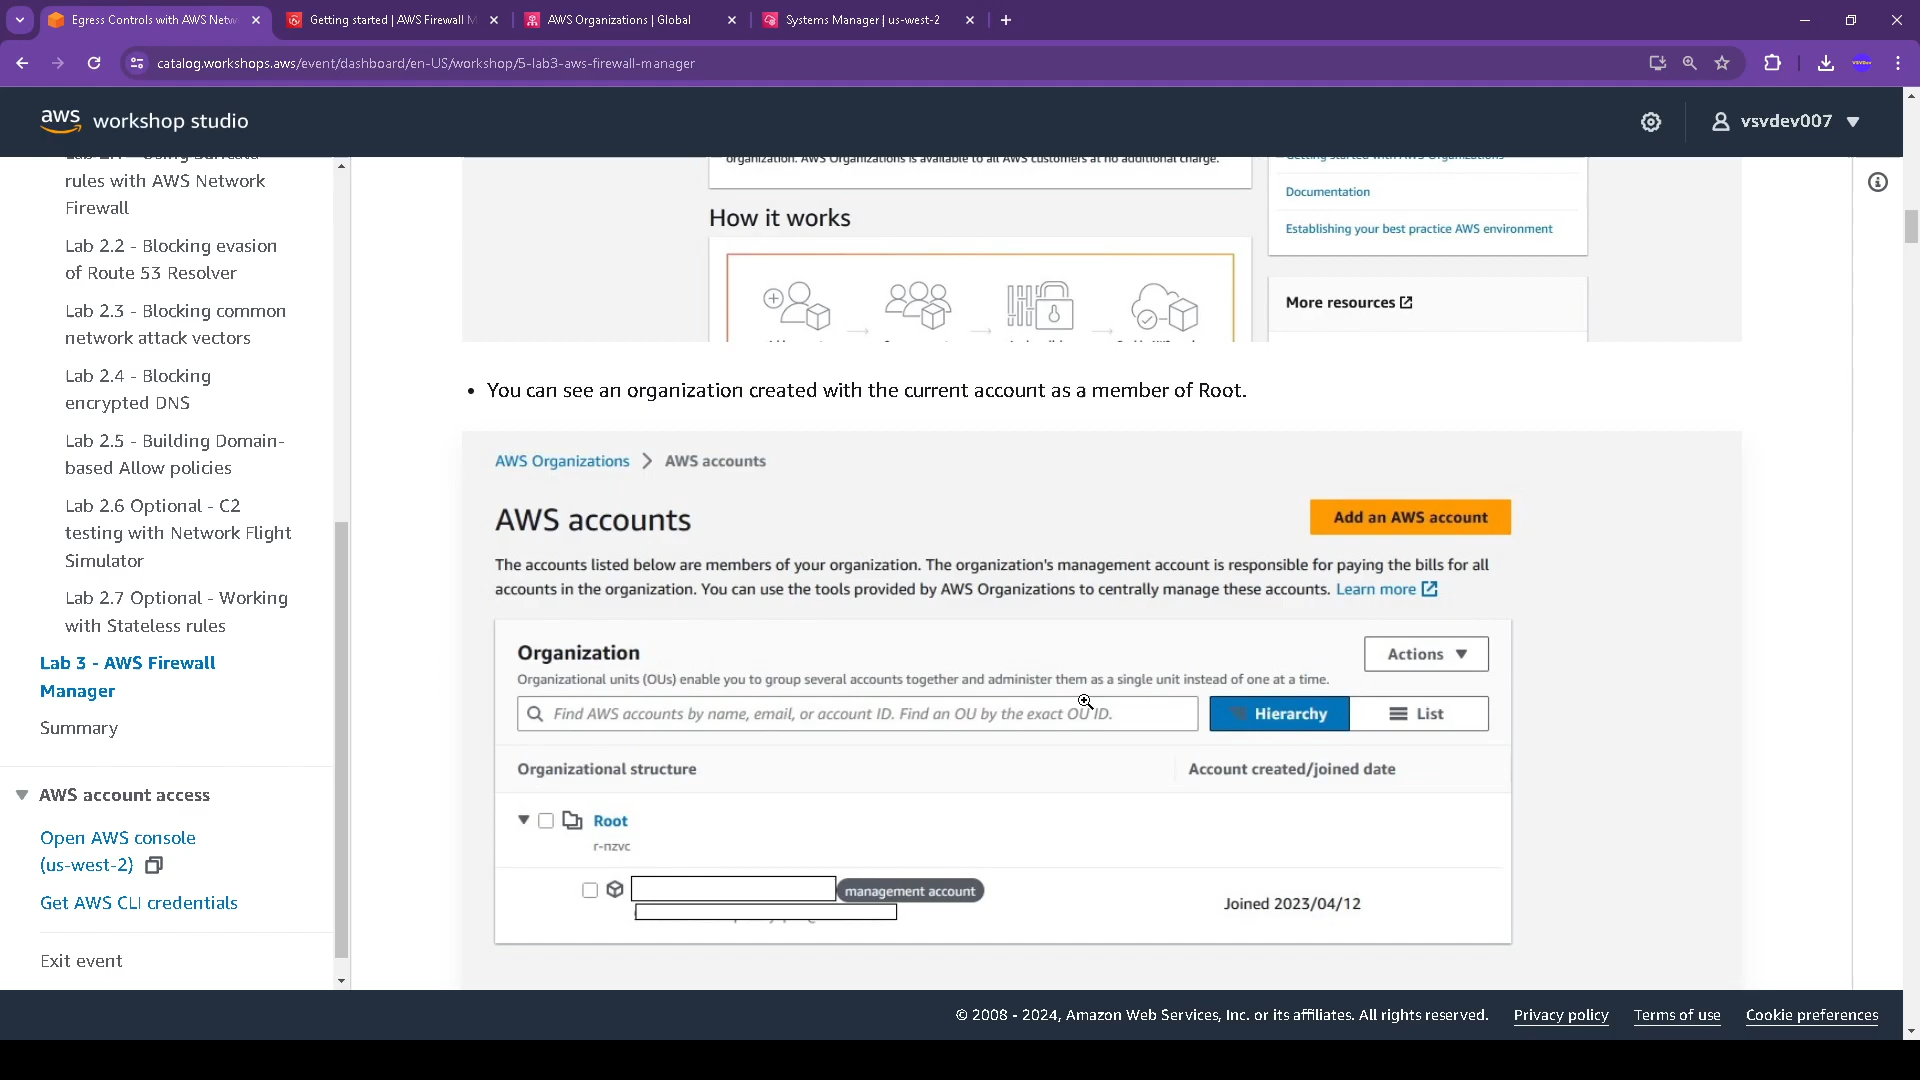 Egress Controls with AWS Netw
Getting started | AWS Firewall M
AWS Organizations | Global
Systems Manager | us-west-2
catalog.workshops.aws/event/dashboard/en-US/workshop/5-lab3-aws-firewall-manager
aws workshop studio
vsvdev007
rules with AWS Network
Firewall
Lab 2.2 - Blocking evasion
of Route 53 Resolver
Lab 2.3 - Blocking common
network attack vectors
Lab 2.4 - Blocking
encrypted DNS
Lab 2.5 - Building Domain-
based Allow policies
Lab 2.6 Optional - C2
testing with Network Flight
Simulator
Lab 2.7 Optional - Working
with Stateless rules
Lab 3 - AWS Firewall
Manager
Summary
AWS account access
Open AWS console
(us-west-2)
Get AWS CLI credentials
Exit event
organization. AWS Organizations is available to all AWS customers at no additional charge.
Getting started with AWS Organizations
Documentation
Establishing your best practice AWS environment
How it works
More resources
• You can see an organization created with the current account as a member of Root.
AWS Organizations > AWS accounts
AWS accounts
Add an AWS account
The accounts listed below are members of your organization. The organization's management account is responsible for paying the bills for all
accounts in the organization. You can use the tools provided by AWS Organizations to centrally manage these accounts. Learn more
Organization
Actions
Organizational units (OUs) enable you to group several accounts together and administer them as a single unit instead of one at a time.
Find AWS accounts by name, email, or account ID. Find an OU by the exact OU ID.
Hierarchy
List
Organizational structure
Account created/joined date
Root
r-nzvc
management account
Joined 2023/04/12
© 2008 - 2024, Amazon Web Services, Inc. or its affiliates. All rights reserved.
Privacy policy
Terms of use
Cookie preferences